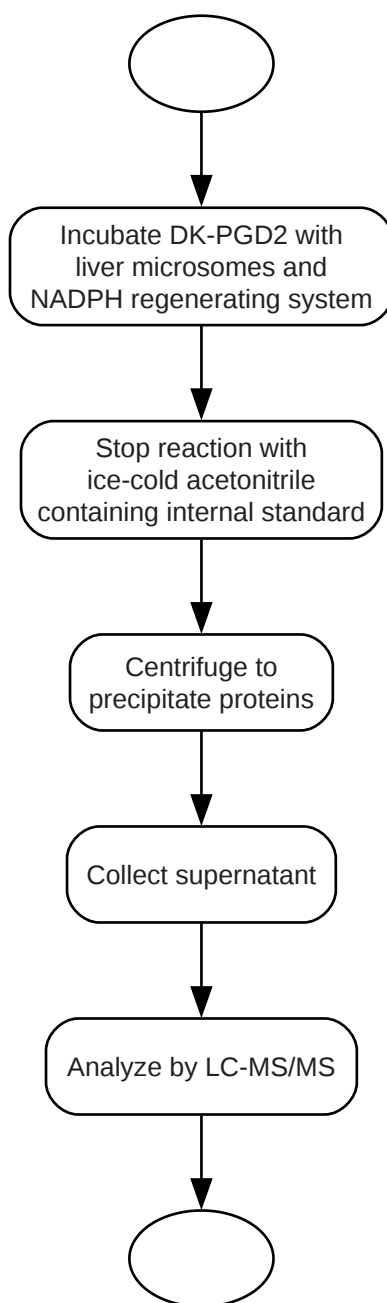 Incubate DK-PGD2 with
liver microsomes and
NADPH regenerating system
Stop reaction with
ice-cold acetonitrile
containing internal standard
Centrifuge to
precipitate proteins
Collect supernatant
Analyze by LC-MS/MS